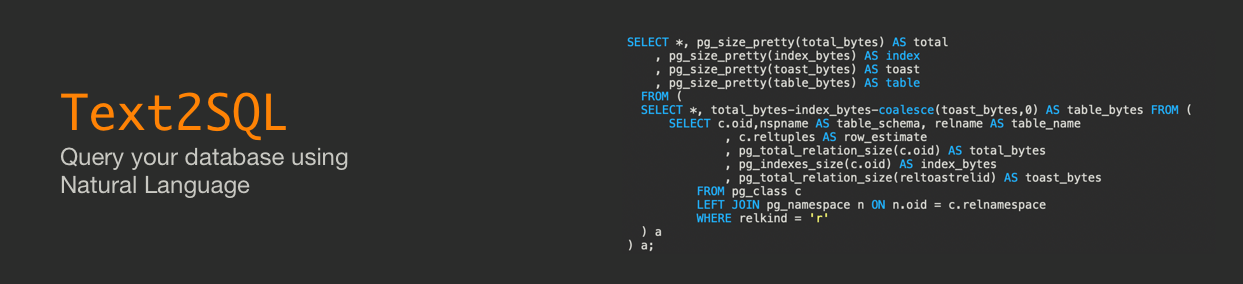 Text2SQL
Query your database using
Natural Language
SELECT *, pg_size_pretty(total_bytes) AS total
    , pg_size_pretty(index_bytes) AS index
    , pg_size_pretty(toast_bytes) AS toast
    , pg_size_pretty(table_bytes) AS table
  FROM (
  SELECT *, total_bytes-index_bytes-coalesce(toast_bytes,0) AS table_bytes FROM (
      SELECT c.oid,nspname AS table_schema, relname AS table_name
              , c.reltuples AS row_estimate
              , pg_total_relation_size(c.oid) AS total_bytes
              , pg_indexes_size(c.oid) AS index_bytes
              , pg_total_relation_size(reltoastrelid) AS toast_bytes
          FROM pg_class c
          LEFT JOIN pg_namespace n ON n.oid = c.relnamespace
          WHERE relkind = 'r'
  ) a
) a;